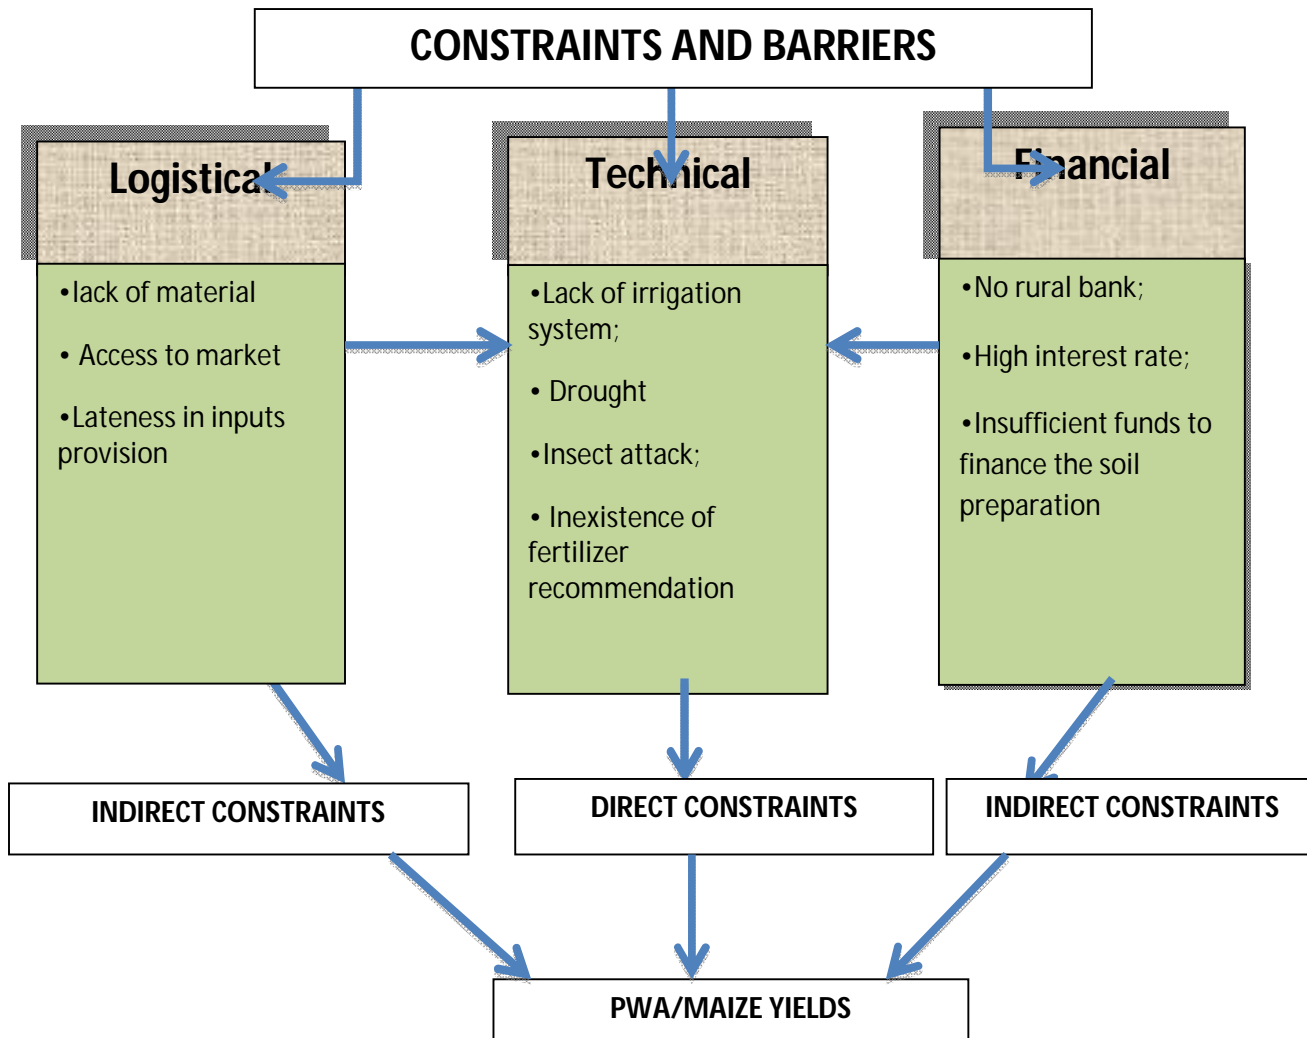 CONSTRAINTS AND BARRIERS
Logistical
•lack of material
• Access to market
•Lateness in inputs
provision
Technical
•Lack of irrigation
system;
• Drought
•Insect attack;
• Inexistence of
fertilizer
recommendation
Financial
•No rural bank;
•High interest rate;
•Insufficient funds to
finance the soil
preparation
INDIRECT CONSTRAINTS
DIRECT CONSTRAINTS
INDIRECT CONSTRAINTS
PWA/MAIZE YIELDS